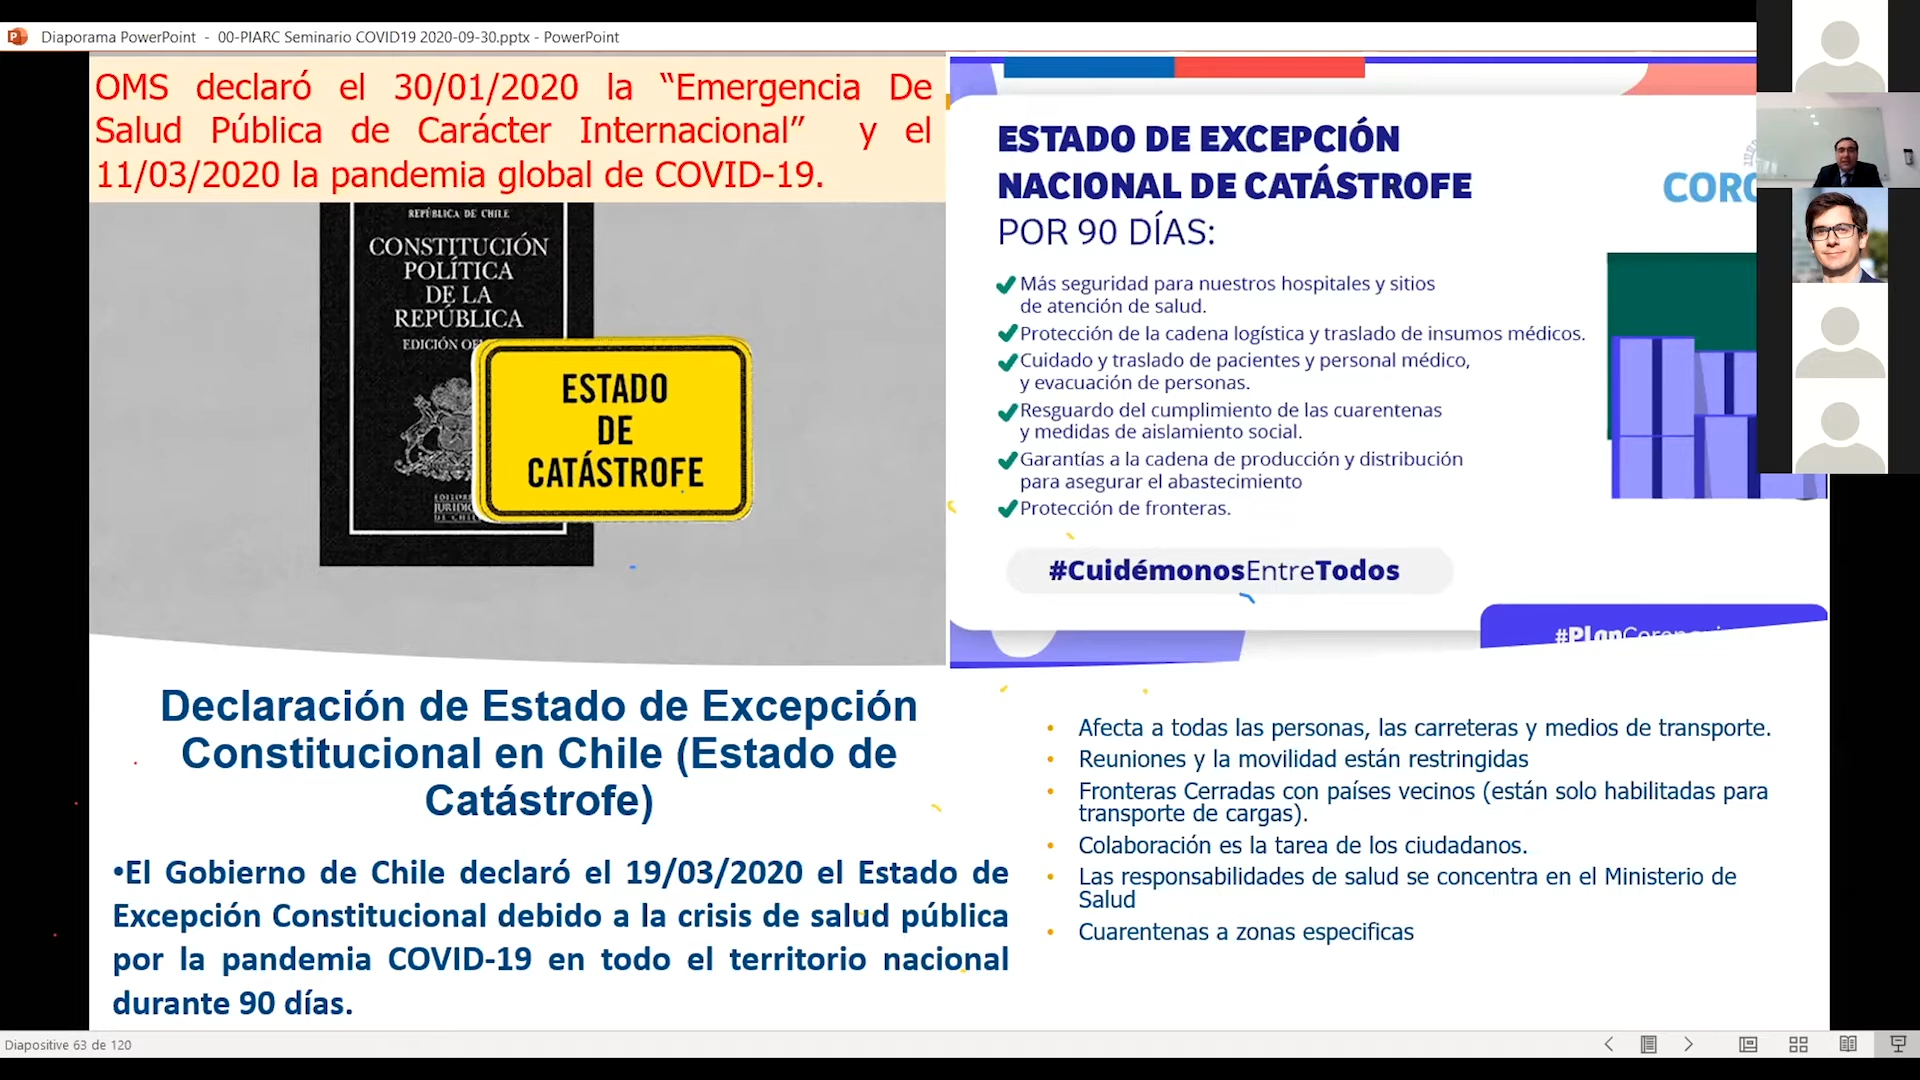 Diaporama PowerPoint - 00-PIARC Seminario COVID19 2020-09-30.pptx - PowerPoint
OMS declaró el 30/01/2020 la “Emergencia De
Salud Pública de Carácter Internacional” y el
11/03/2020 la pandemia global de COVID-19.
REPÚBLICA DE CHILE
CONSTITUCIÓN
POLÍTICA
DE LA
REPÚBLICA
EDICIÓN
ESTADO
DE
CATÁSTROFE
DE CHILE
ESTADO DE EXCEPCIÓN
NACIONAL DE CATÁSTROFE
POR 90 DÍAS:
Más seguridad para nuestros hospitales y sitios
de atención de salud.
Protección de la cadena logística y traslado de insumos médicos.
Cuidado y traslado de pacientes y personal médico,
y evacuación de personas.
Resguardo del cumplimiento de las cuarentenas
y medidas de aislamiento social.
Garantías a la cadena de producción y distribución
para asegurar el abastecimiento
Protección de fronteras.
#CuidémonosEntreTodos
Declaración de Estado de Excepción
Constitucional en Chile (Estado de
Catástrofe)
•El Gobierno de Chile declaró el 19/03/2020 el Estado de
Excepción Constitucional debido a la crisis de salud pública
por la pandemia COVID-19 en todo el territorio nacional
durante 90 días.
• Afecta a todas las personas, las carreteras y medios de transporte.
• Reuniones y la movilidad están restringidas
• Fronteras Cerradas con países vecinos (están solo habilitadas para
transporte de cargas).
• Colaboración es la tarea de los ciudadanos.
• Las responsabilidades de salud se concentra en el Ministerio de
Salud
• Cuarentenas a zonas especificas
Diapositive 63 de 120